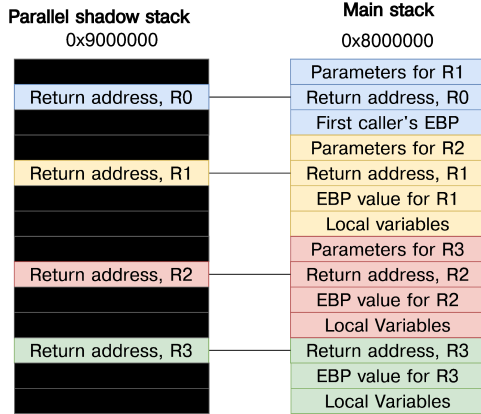 Parallel shadow stack
0x9000000
Return address, R0
Return address, R1
Return address, R2
Return address, R3
Main stack
0x8000000
Parameters for R1
Return address, R0
First caller's EBP
Parameters for R2
Return address, R1
EBP value for R1
Local variables
Parameters for R3
Return address, R2
EBP value for R2
Local Variables
Return address, R3
EBP value for R3
Local Variables